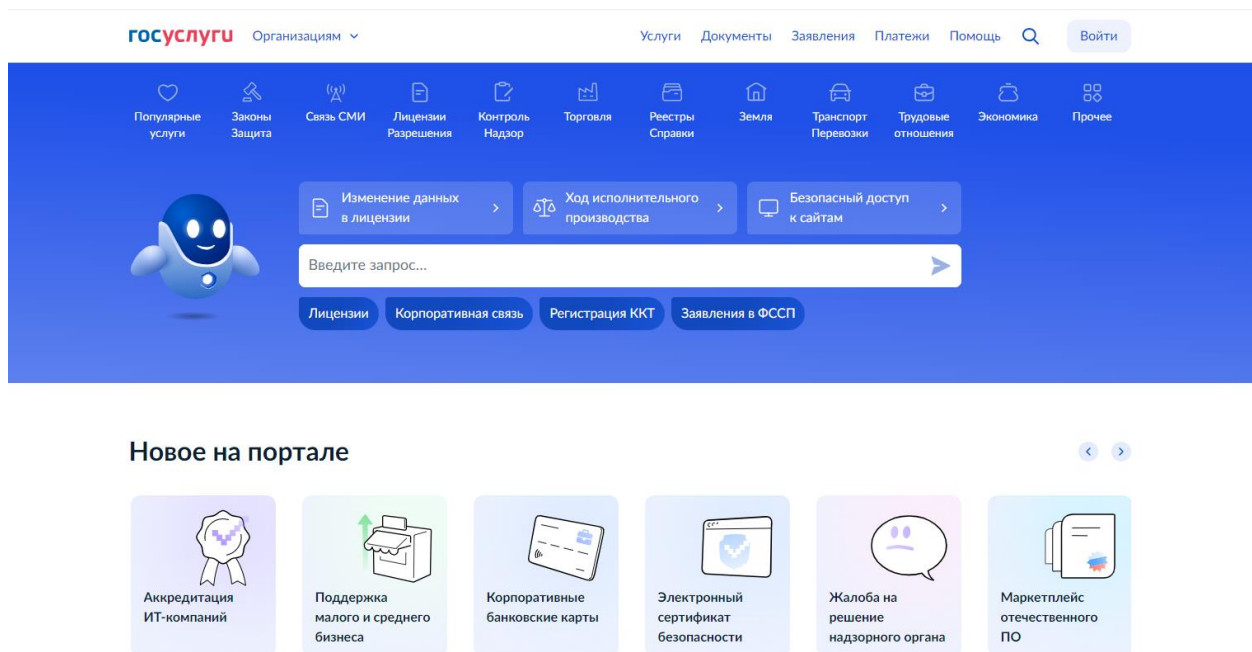 госуслуги Организациям Услуги Документы Заявления Платежи Помощь Войти
Популярные услуги
Законы Защита
Связь СМИ
Лицензии Разрешения
Контроль Надзор
Торговля
Реестры Справки
Земля
Транспорт Перевозки
Трудовые отношения
Экономика
Прочее
Изменение данных
в лицензии
Ход исполнительного
производства
Безопасный доступ
к сайтам
Введите запрос...
Лицензии Корпоративная связь Регистрация ККТ Заявления в ФССП
Новое на портале
Аккредитация
ИТ-компаний
Поддержка
малого и среднего
бизнеса
Корпоративные
банковские карты
Электронный
сертификат
безопасности
Жалоба на
решение
надзорного органа
Маркетплейс
отечественного
ПО